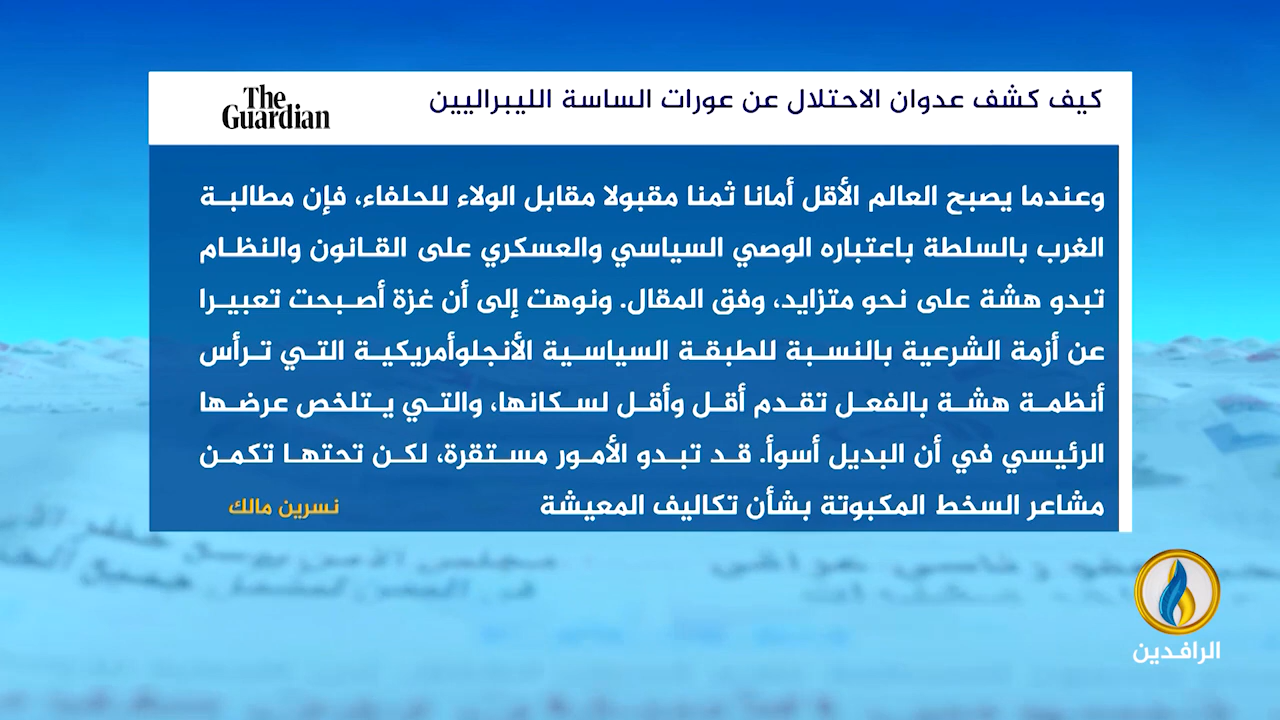 كيف كشف عدوان الاحتلال عن عورات الساسة الليبراليين
The
Guardian
وعندما يصبح العالم الأقل أمانا ثمنا مقبولا مقابل الولاء للحلفاء، فإن مطالبة
الغرب بالسلطة باعتباره الوصي السياسي والعسكري على القانون والنظام
تبدو هشة على نحو متزايد، وفق المقال. ونوهت إلى أن غزة أصبحت تعبيرا
عن أزمة الشرعية بالنسبة للطبقة السياسية الأنجلوأمريكية التي ترأس
أنظمة هشة بالفعل تقدم أقل وأقل لسكانها، والتي يتلخص عرضها
الرئيسي في أن البديل أسوأ. قد تبدو الأمور مستقرة، لكن تحتها تكمن
مشاعر السخط المكبوتة بشأن تكاليف المعيشة
نسرين مالك
الرافدين